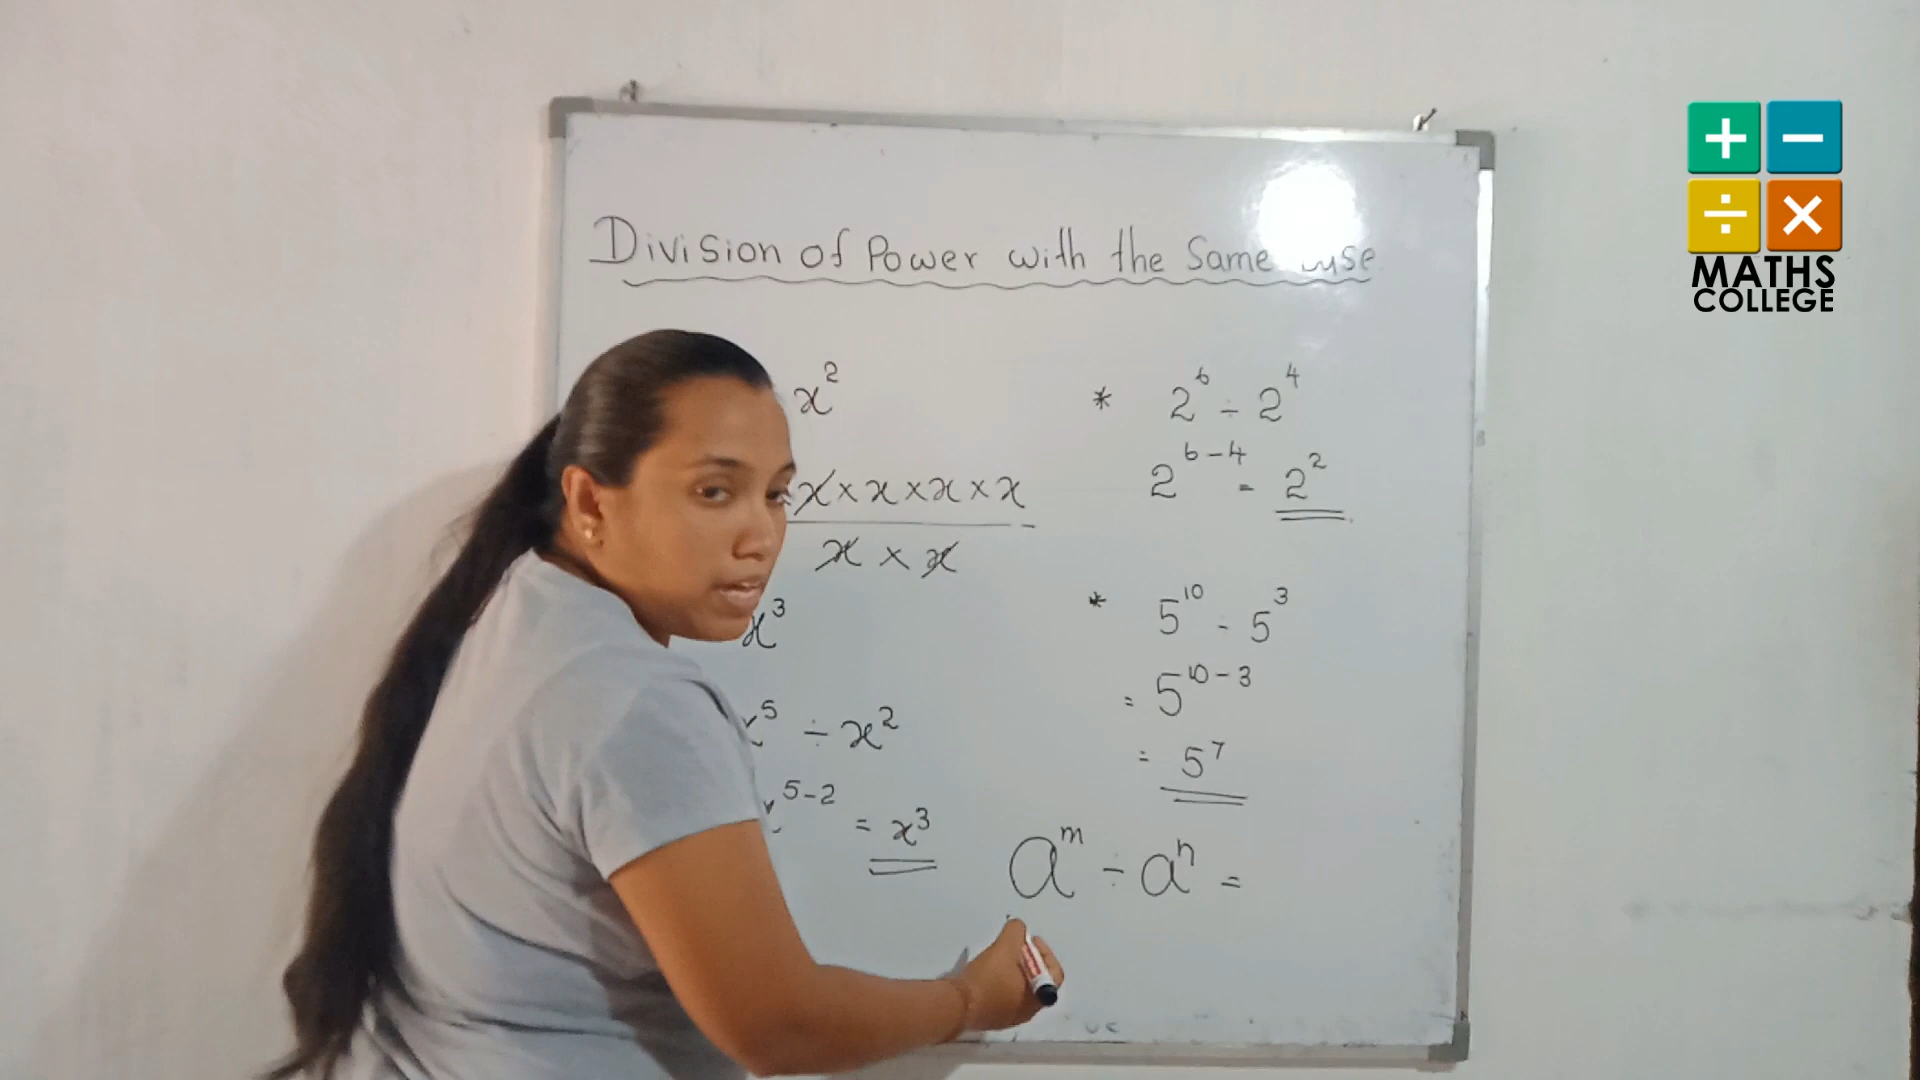 Division of Power with the Same
x²
x × x × x × x
x × x
x³
⁵ ÷ x²
⁵⁻² = x³
* 2⁶ ÷ 2⁴
2⁶⁻⁴ = 2²
* 5¹⁰ ÷ 5³
= 5¹⁰⁻³
= 5⁷
aᵐ ÷ aⁿ =
+ −
÷ ×
MATHS
COLLEGE